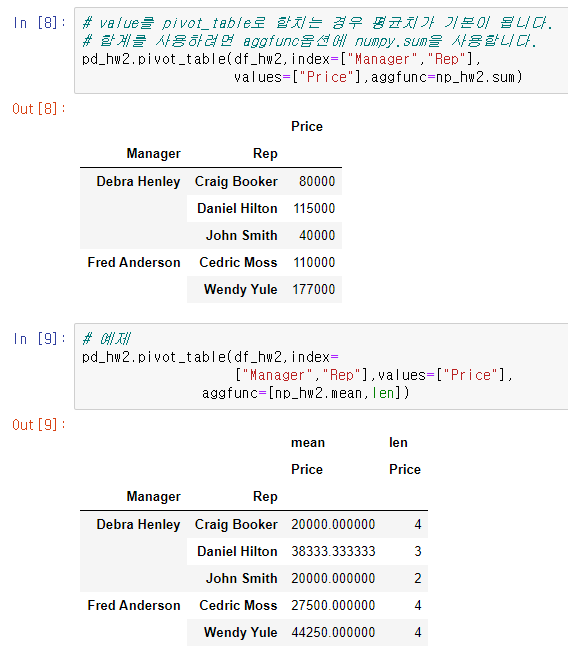 In [8]: # value를 pivot_table로 합치는 경우 평균치가 기본이 됩니다.
# 합계를 사용하려면 aggfunc옵션에 numpy.sum을 사용합니다.
pd_hw2.pivot_table(df_hw2,index=["Manager","Rep"],
values=["Price"],aggfunc=np_hw2.sum)
Out[8]:
Price
Manager Rep
Debra Henley Craig Booker 80000
Daniel Hilton 115000
John Smith 40000
Fred Anderson Cedric Moss 110000
Wendy Yule 177000
In [9]: # 예제
pd_hw2.pivot_table(df_hw2,index=
["Manager","Rep"],values=["Price"],
aggfunc=[np_hw2.mean,len])
Out[9]:
mean len
Price Price
Manager Rep
Debra Henley Craig Booker 20000.000000 4
Daniel Hilton 38333.333333 3
John Smith 20000.000000 2
Fred Anderson Cedric Moss 27500.000000 4
Wendy Yule 44250.000000 4